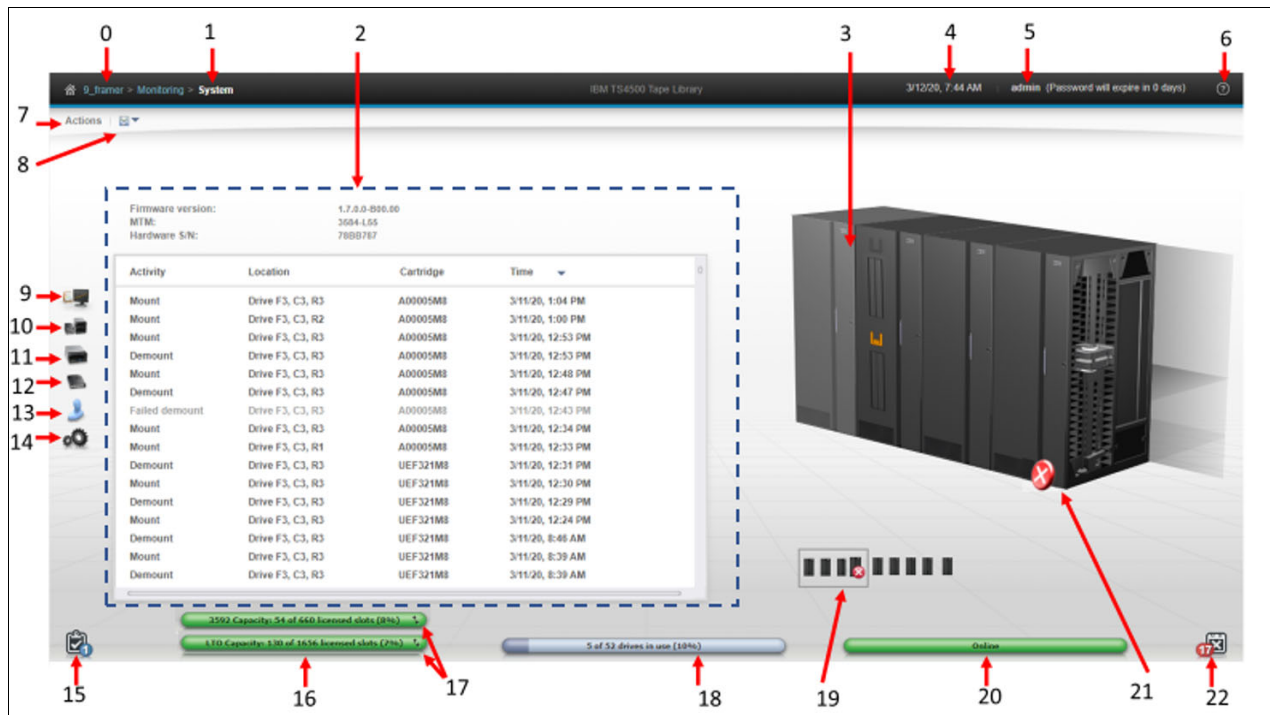 0 1 2 3 4 5 6
9_framer > Monitoring > System
IBM TS4500 Tape Library
3/12/20, 7:44 AM
admin (Password will expire in 0 days)
7
Actions
8
Firmware version: 1.7.0.0-B00.00
MTM: 3584-L55
Hardware S/N: 78BB767
Activity Location Cartridge Time
Mount Drive F3, C3, R3 A00005M8 3/11/20, 1:04 PM
Mount Drive F3, C3, R2 A00005M8 3/11/20, 1:00 PM
Mount Drive F3, C3, R3 A00005M8 3/11/20, 12:53 PM
Demount Drive F3, C3, R3 A00005M8 3/11/20, 12:53 PM
Mount Drive F3, C3, R3 A00005M8 3/11/20, 12:48 PM
Demount Drive F3, C3, R3 A00005M8 3/11/20, 12:47 PM
Failed demount Drive F3, C3, R3 A00005M8 3/11/20, 12:43 PM
Mount Drive F3, C3, R3 A00005M8 3/11/20, 12:34 PM
Mount Drive F3, C3, R1 A00005M8 3/11/20, 12:33 PM
Demount Drive F3, C3, R3 UEF321M8 3/11/20, 12:31 PM
Mount Drive F3, C3, R3 UEF321M8 3/11/20, 12:30 PM
Demount Drive F3, C3, R3 UEF321M8 3/11/20, 12:29 PM
Mount Drive F3, C3, R3 UEF321M8 3/11/20, 12:24 PM
Demount Drive F3, C3, R3 UEF321M8 3/11/20, 8:46 AM
Mount Drive F3, C3, R3 UEF321M8 3/11/20, 8:39 AM
Demount Drive F3, C3, R3 UEF321M8 3/11/20, 8:39 AM
9
10
11
12
13
14
3592 Capacity: 54 of 660 licensed slots (8%)
LTO Capacity: 130 of 1656 licensed slots (7%)
5 of 52 drives in use (10%)
Online
1
17
15 16 17 18 19 20 21 22